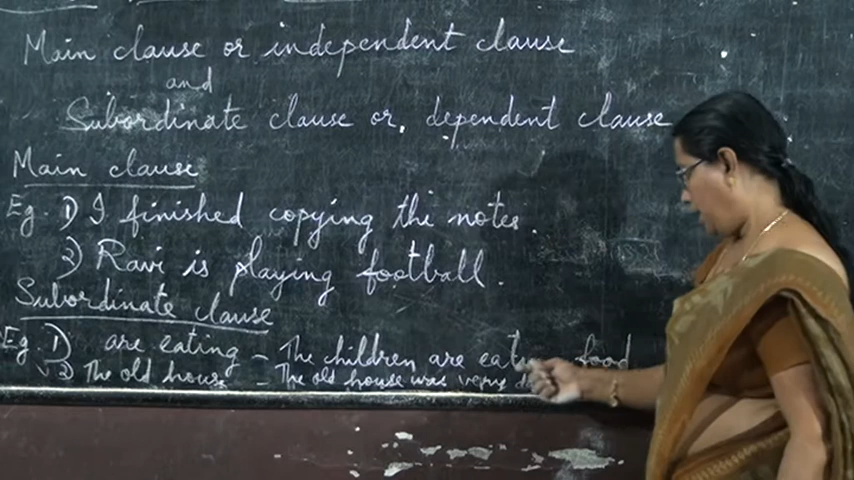 Main clause or independent clause
and
Subordinate clause or, dependent clause
Main clause
Eg. 1) I finished copying the notes.
2) Ravi is playing football.
Subordinate clause
Eg. 1) are eating - The children are food
2) The old house - The old house was very